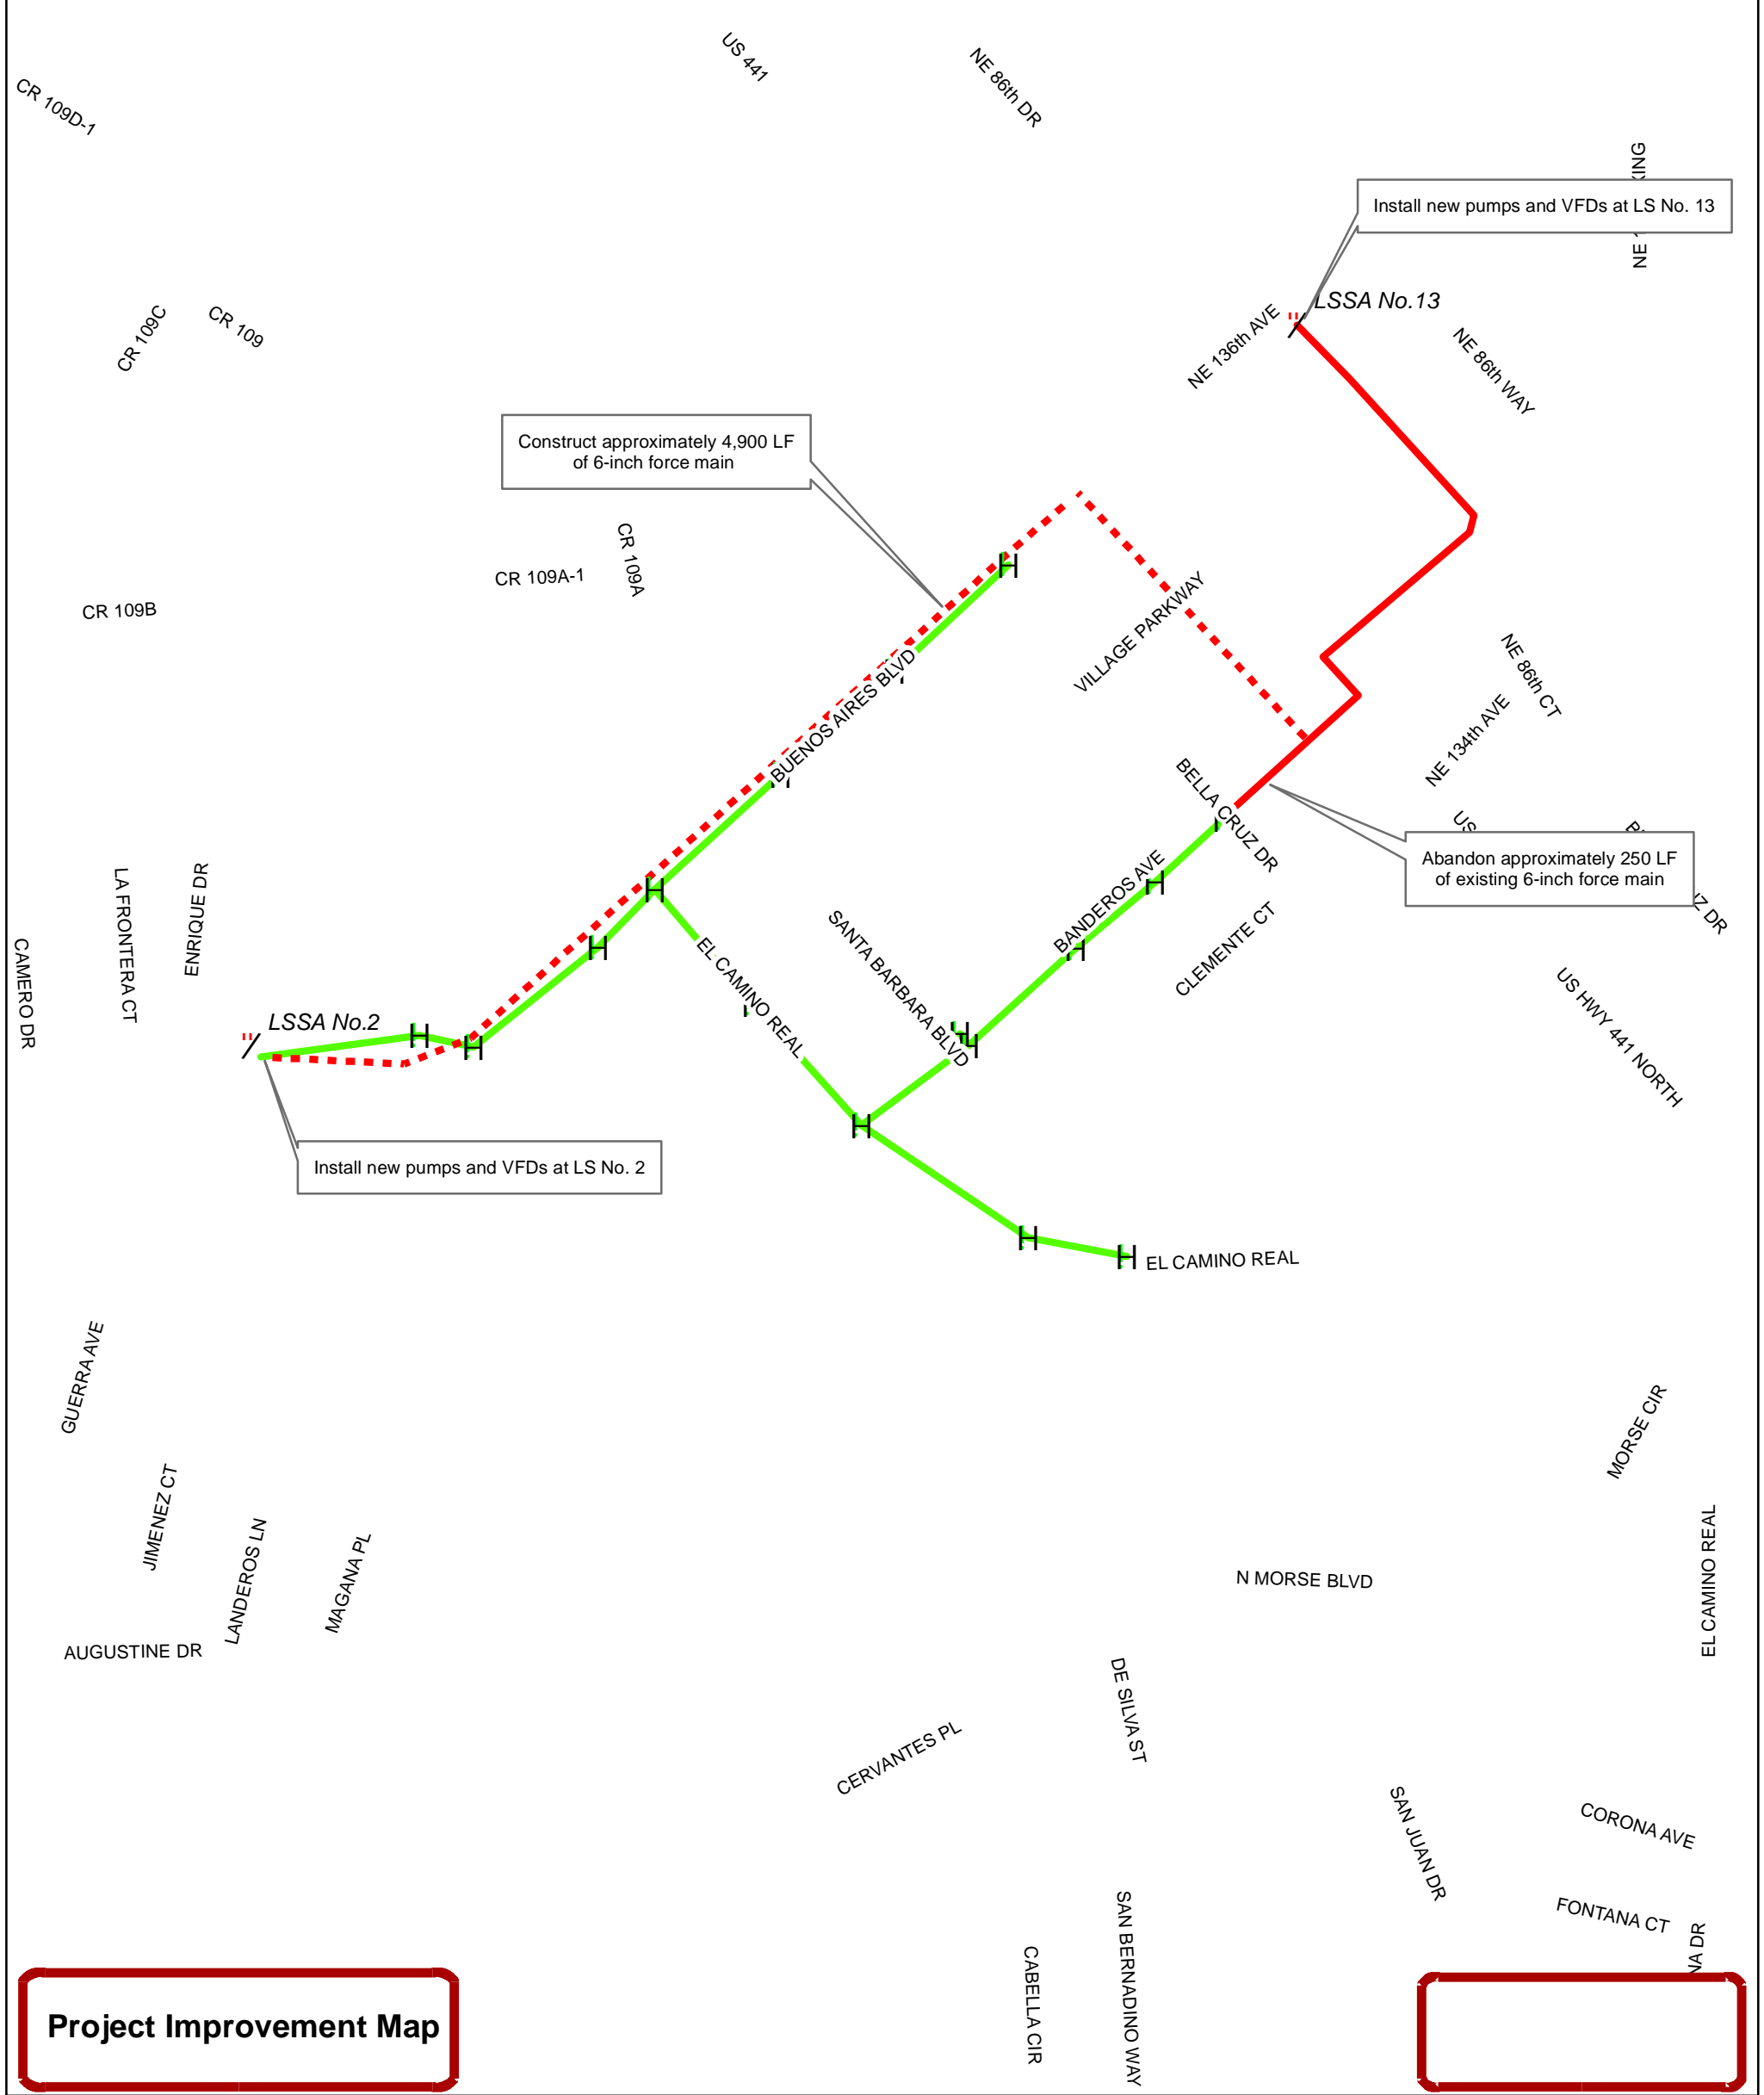 US 441
NE 86th DR
CR 109D-1
Install new pumps and VFDs at LS No. 13
NE
KING
LSSA No.13
NE 136th AVE
CR 109C
CR 109
NE 86th WAY
Construct approximately 4,900 LF
of 6-inch force main
CR 109A
CR 109A-1
CR 109B
VILLAGE PARKWAY
NE 86th CT
BUENOS AIRES BLVD
NE 134th AVE
BELLA CRUZ DR
US
Abandon approximately 250 LF
of existing 6-inch force main
DR
BANDEROS AVE
LA FRONTERA CT
ENRIQUE DR
CAMERO DR
SANTA BARBARA BLVD
CLEMENTE CT
EL CAMINO REAL
US HWY 441 NORTH
LSSA No.2
Install new pumps and VFDs at LS No. 2
EL CAMINO REAL
GUERRA AVE
MORSE CIR
JIMENEZ CT
LANDEROS LN
MAGANA PL
N MORSE BLVD
EL CAMINO REAL
AUGUSTINE DR
DE SILVA ST
CERVANTES PL
SAN JUAN DR
CORONA AVE
FONTANA CT
NA DR
CABELLA CIR
SAN BERNADINO WAY
Project Improvement Map